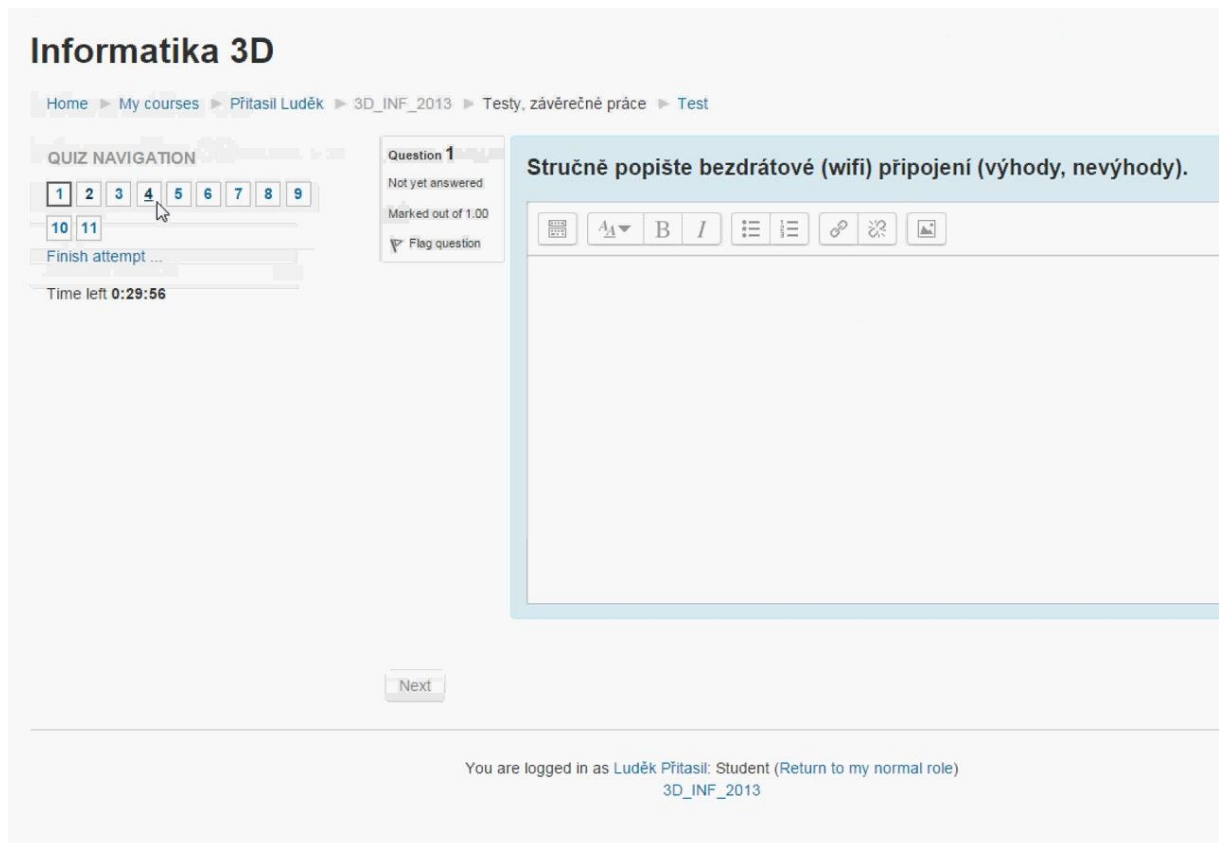 Informatika 3D
Home ► My courses ► Přitasil Luděk ► 3D_INF_2013 ► Testy, závěrečné práce ► Test
QUIZ NAVIGATION
1 2 3 4 5 6 7 8 9
10 11
Finish attempt ...
Time left 0:29:56
Question 1
Not yet answered
Marked out of 1.00
Flag question
Stručně popište bezdrátové (wifi) připojení (výhody, nevýhody).
Next
You are logged in as Luděk Přitasil: Student (Return to my normal role)
3D_INF_2013